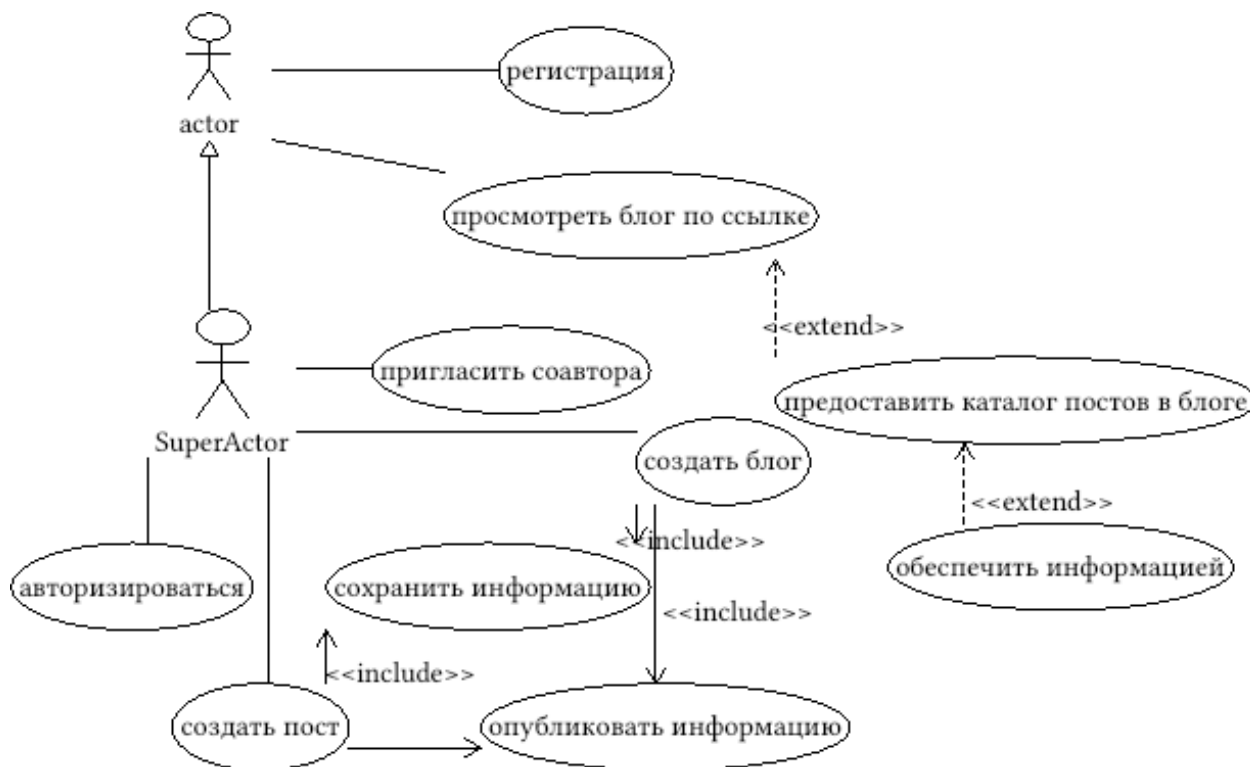 регистрация
actor
просмотреть блог по ссылке
<<extend>>
пригласить соавтора
предоставить каталог постов в блоге
SuperActor
создать блог
<<extend>>
<<include>>
обеспечить информацией
авторизироваться
сохранить информацию
<<include>>
<<include>>
создать пост
опубликовать информацию